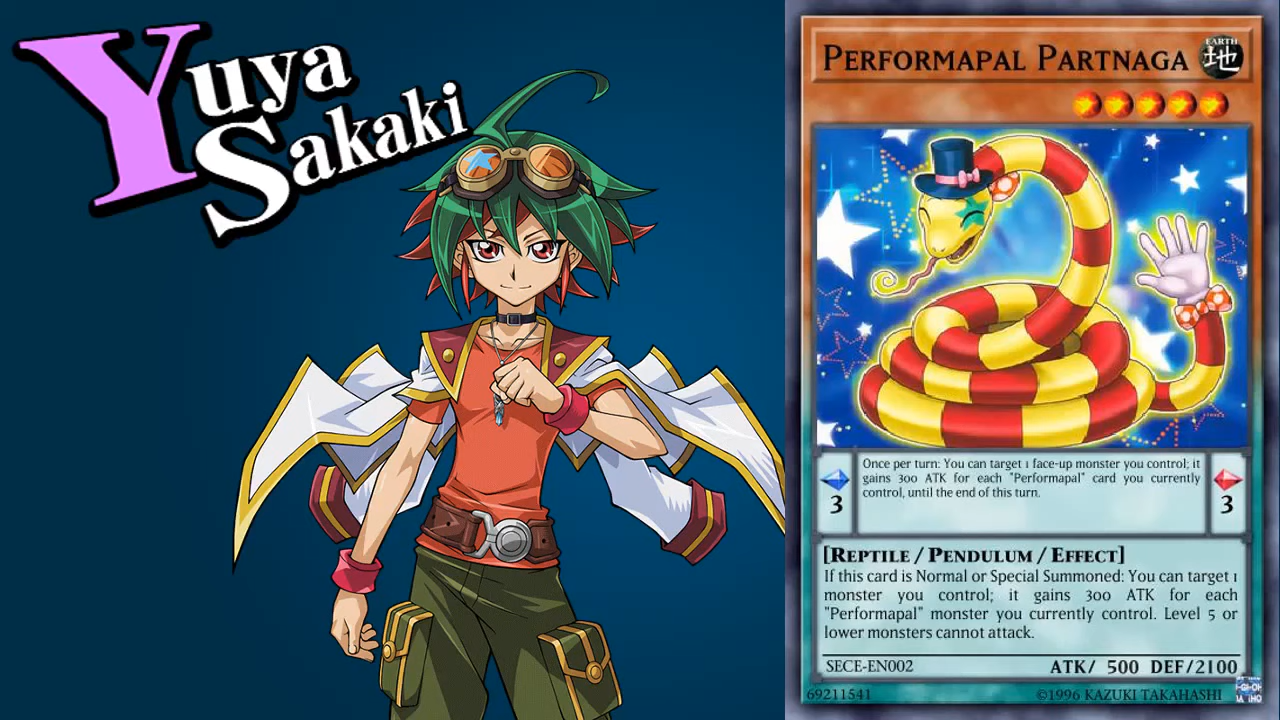 Yuya
Sakaki
PERFORMAPAL PARTNAGA
EARTH
地
Once per turn: You can target 1 face-up monster you control; it
gains 300 ATK for each "Performapal" card you currently
control, until the end of this turn.
3
3
[REPTILE / PENDULUM / EFFECT]
If this card is Normal or Special Summoned: You can target 1
monster you control; it gains 300 ATK for each
"Performapal" monster you currently control. Level 5 or
lower monsters cannot attack.
SECE-EN002
ATK/ 500 DEF/2100
69211541
©1996 KAZUKI TAKAHASHI